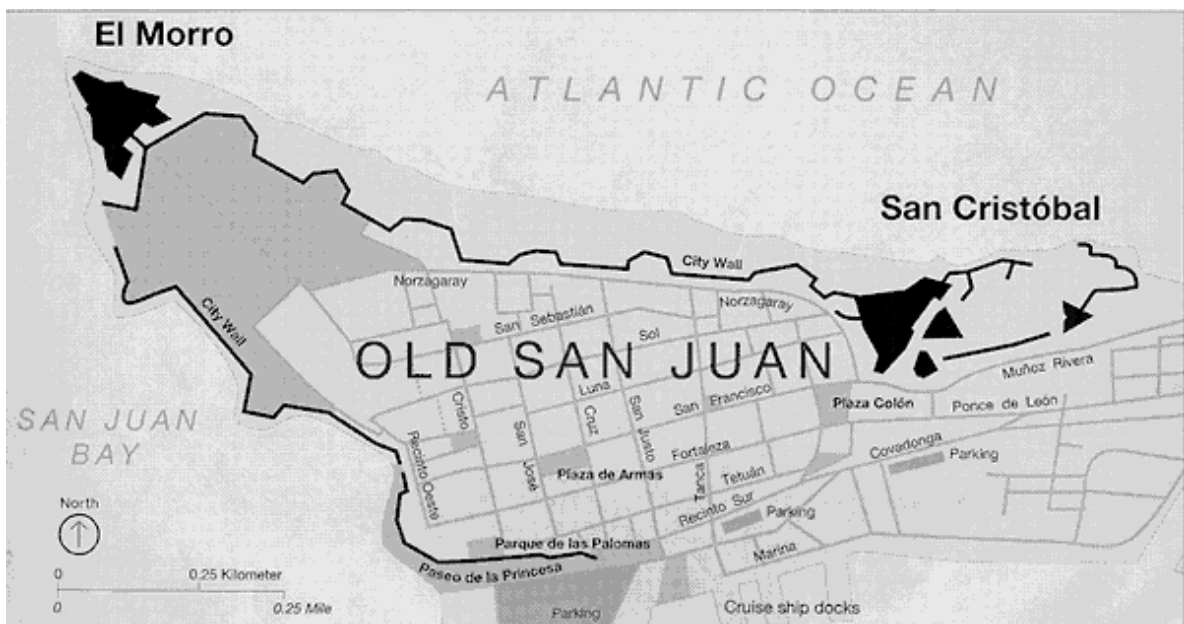 El Morro
ATLANTIC OCEAN
San Cristóbal
City Wall
Norzagaray
Norzagaray
San Sebastián
City Wall
Sol
OLD SAN JUAN
Muñoz Rivera
Luna
San Francisco
Plaza Colón
Ponce de León
SAN JUAN
BAY
Cristo
Cruz
San Justo
Recinto Oeste
San José
Fortaleza
Covadonga
Parking
Plaza de Armas
Tanca
Tetuán
Recinto Sur
Parking
North
Parque de las Palomas
Marina
Paseo de la Princesa
0 0.25 Kilometer
0 0.25 Mile
Parking
Cruise ship docks